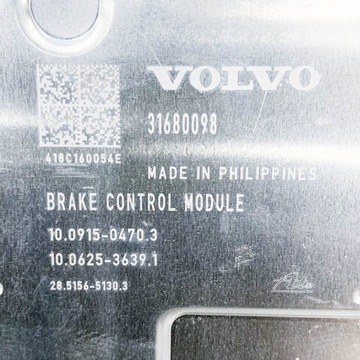 VOLVO
31680098
418C160054E
MADE IN PHILIPPINES
BRAKE CONTROL MODULE
10.0915-0470.3
10.0625-3639.1
28.5156-5130.3